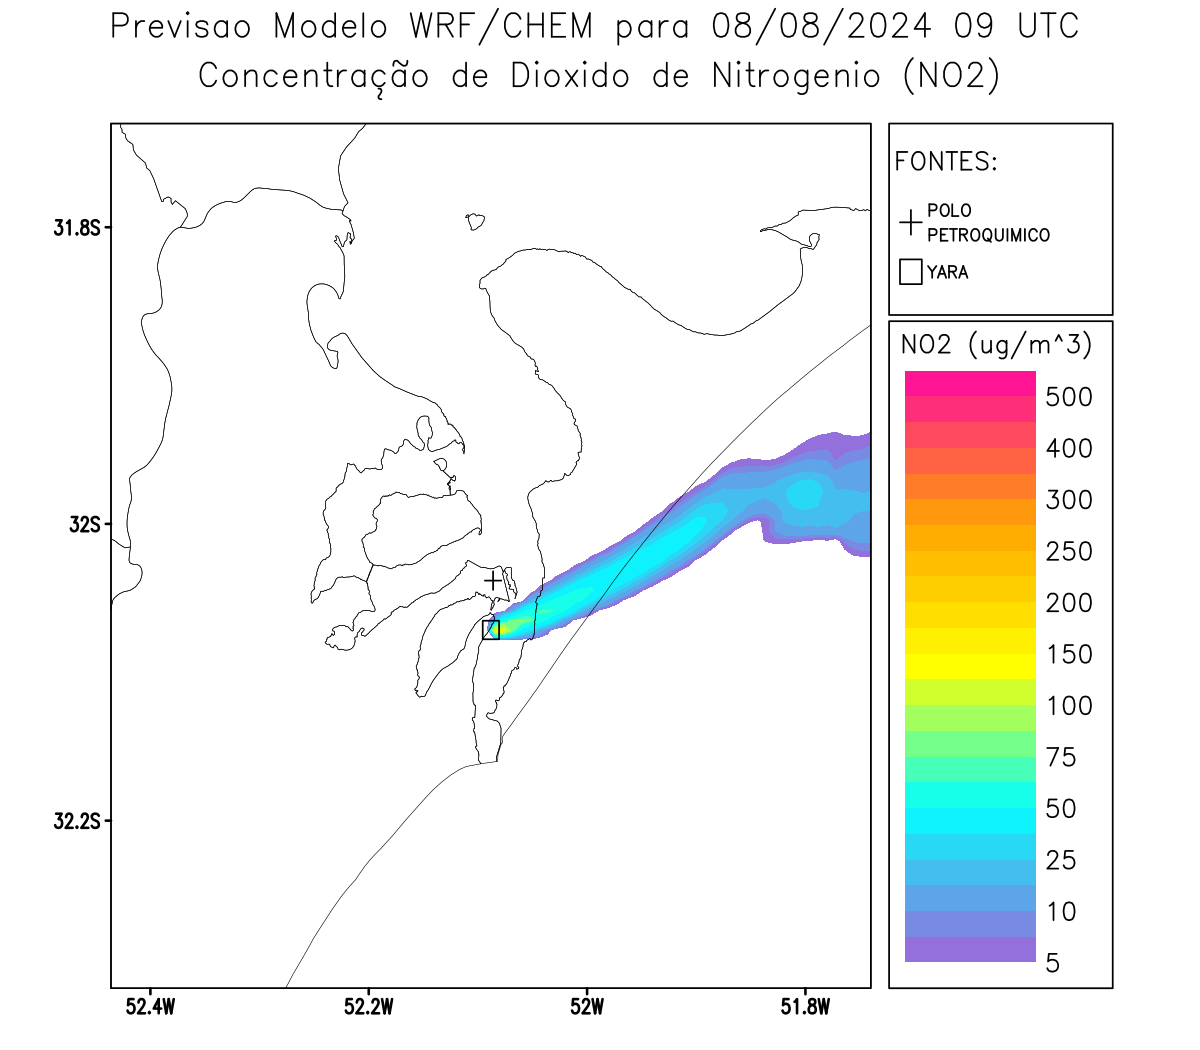 Previsao Modelo WRF/CHEM para 08/08/2024 09 UTC
Concentração de Dioxido de Nitrogenio (NO2)
FONTES:
POLO
PETROQUIMICO
YARA
NO2 (ug/m^3)
500
400
300
250
200
150
100
75
50
25
10
5
31.8S
32S
32.2S
52.4W
52.2W
52W
51.8W